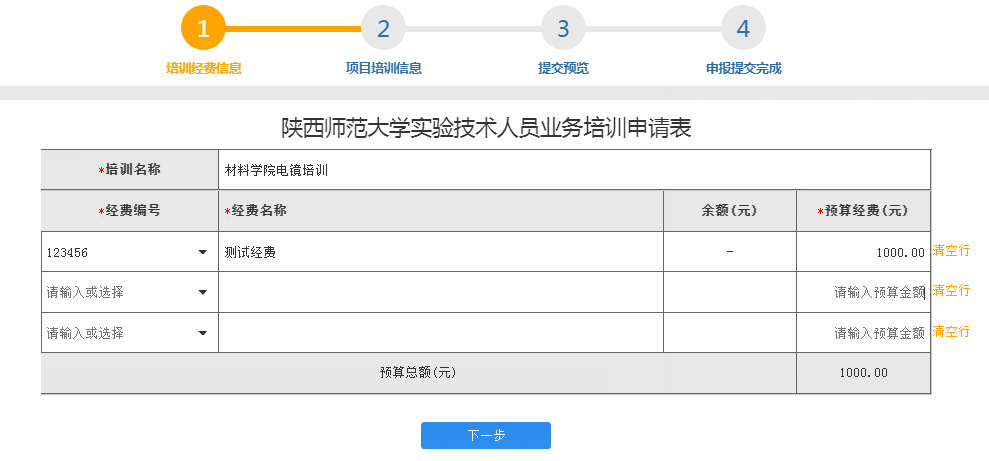 1 2 3 4
培训经费信息 项目培训信息 提交预览 申报提交完成
陕西师范大学实验技术人员业务培训申请表
*培训名称 材料学院电镜培训
*经费编号 *经费名称 余额(元) *预算经费(元)
123456 测试经费 - 1000.00 清空行
请输入或选择 请输入预算金额 清空行
请输入或选择 请输入预算金额 清空行
预算总额(元) 1000.00
下一步